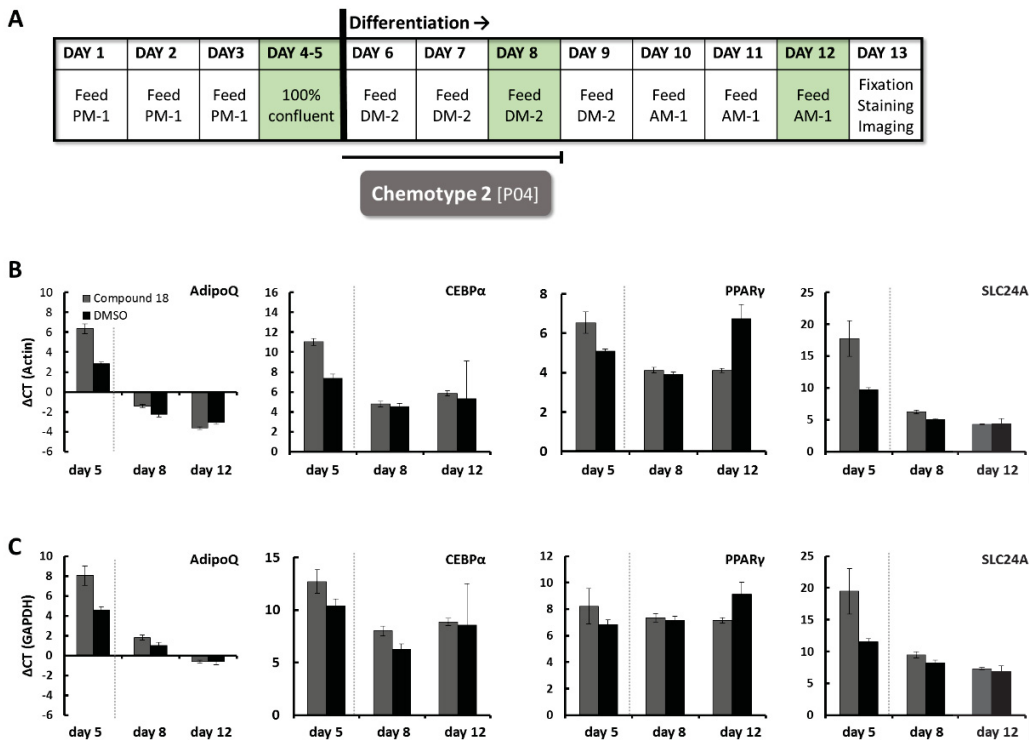 A
Differentiation →
DAY 1 DAY 2 DAY3 DAY 4-5 DAY 6 DAY 7 DAY 8 DAY 9 DAY 10 DAY 11 DAY 12 DAY 13
Feed PM-1 Feed PM-1 Feed PM-1 100% confluent Feed DM-2 Feed DM-2 Feed DM-2 Feed DM-2 Feed AM-1 Feed AM-1 Feed AM-1 Fixation Staining Imaging
Chemotype 2 [P04]
B
ΔCT (Actin)
10
8
6
4
2
0
-2
-4
-6
Compound 18
DMSO
AdipoQ
day 5 day 8 day 12
16
14
12
10
8
6
4
2
0
CEBPα
day 5 day 8 day 12
8
6
4
2
0
PPARγ
day 5 day 8 day 12
25
20
15
10
5
0
SLC24A
day 5 day 8 day 12
C
ΔCT (GAPDH)
10
8
6
4
2
0
-2
-4
-6
AdipoQ
day 5 day 8 day 12
15
10
5
0
CEBPα
day 5 day 8 day 12
12
10
8
6
4
2
0
PPARγ
day 5 day 8 day 12
25
20
15
10
5
0
SLC24A
day 5 day 8 day 12